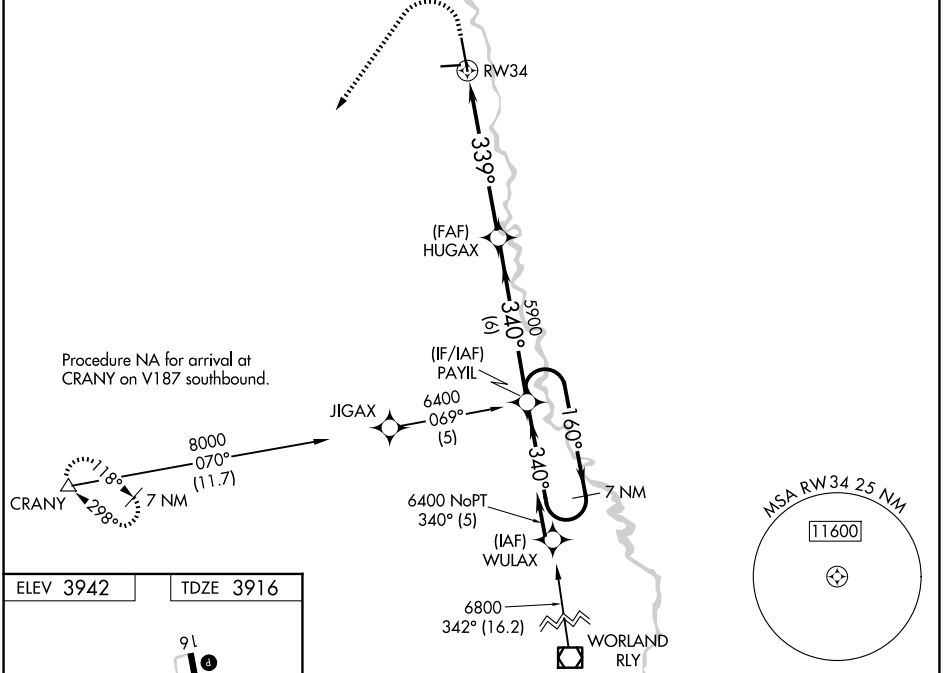 RW34
339°
(FAF)
HUGAX
5900
340°
(6)
Procedure NA for arrival at
CRANY on V187 southbound.
(IF/IAF)
PAYIL
JIGAX
6400
069°
(5)
8000
070°
(11.7)
160°
340°
118°
298°
7 NM
CRANY
7 NM
6400 NoPT
340° (5)
(IAF)
WULAX
MSA RW34 25 NM
11600
ELEV 3942
TDZE 3916
6800
342° (16.2)
WORLAND
RLY
16
P